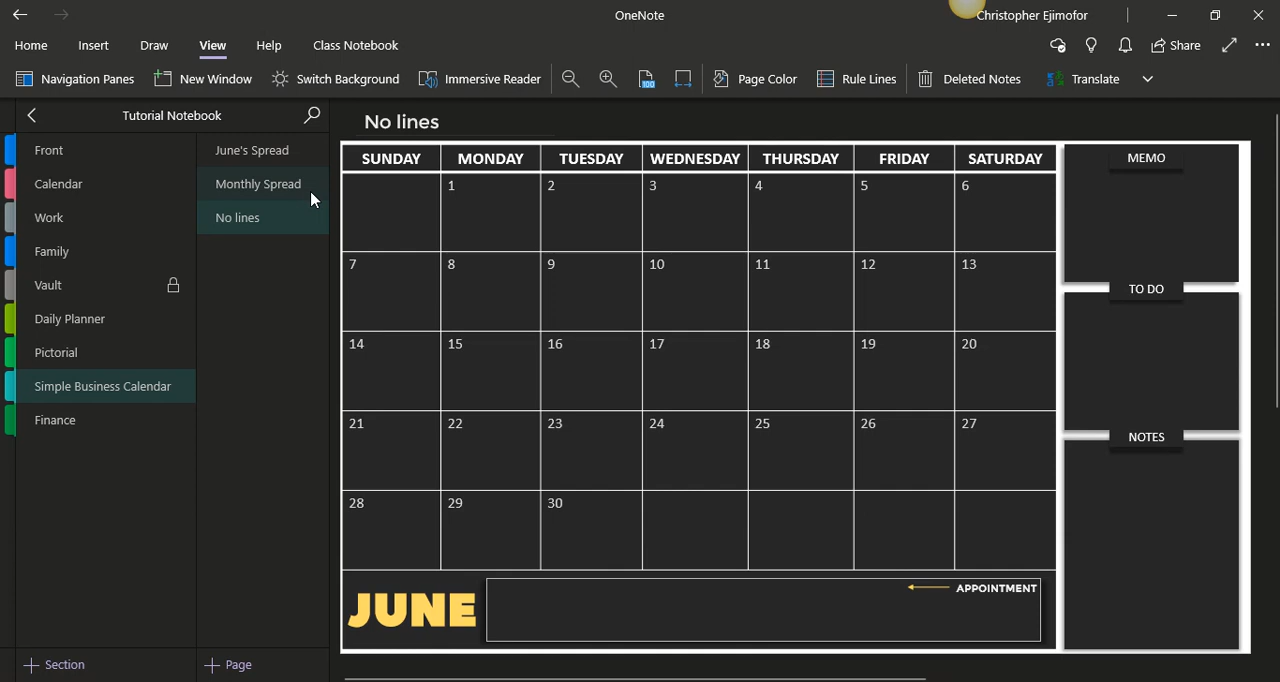 OneNote
Christopher Ejimofor
Home Insert Draw View Help Class Notebook
Share
Navigation Panes New Window Switch Background Immersive Reader 100 Page Color Rule Lines Deleted Notes Translate
Tutorial Notebook
Front
Calendar
Work
Family
Vault
Daily Planner
Pictorial
Simple Business Calendar
Finance
Section
June's Spread
Monthly Spread
No lines
Page
No lines
SUNDAY MONDAY TUESDAY WEDNESDAY THURSDAY FRIDAY SATURDAY
1 2 3 4 5 6
7 8 9 10 11 12 13
14 15 16 17 18 19 20
21 22 23 24 25 26 27
28 29 30
JUNE
APPOINTMENT
MEMO
TO DO
NOTES